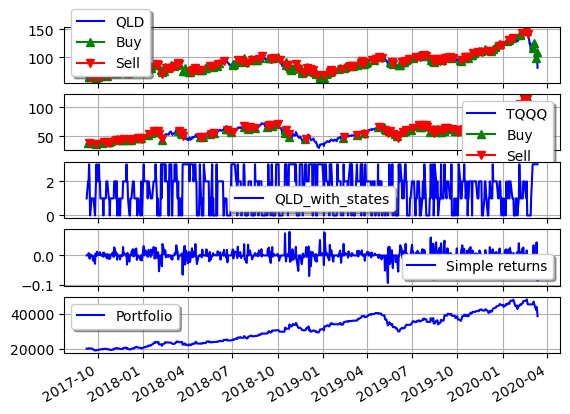 QLD
Buy
Sell
150
100
TQQQ
Buy
Sell
100
50
QLD_with_states
2
0
Simple returns
0.0
−0.1
Portfolio
40000
20000
2017-10
2018-01
2018-04
2018-07
2018-10
2019-01
2019-04
2019-07
2019-10
2020-01
2020-04